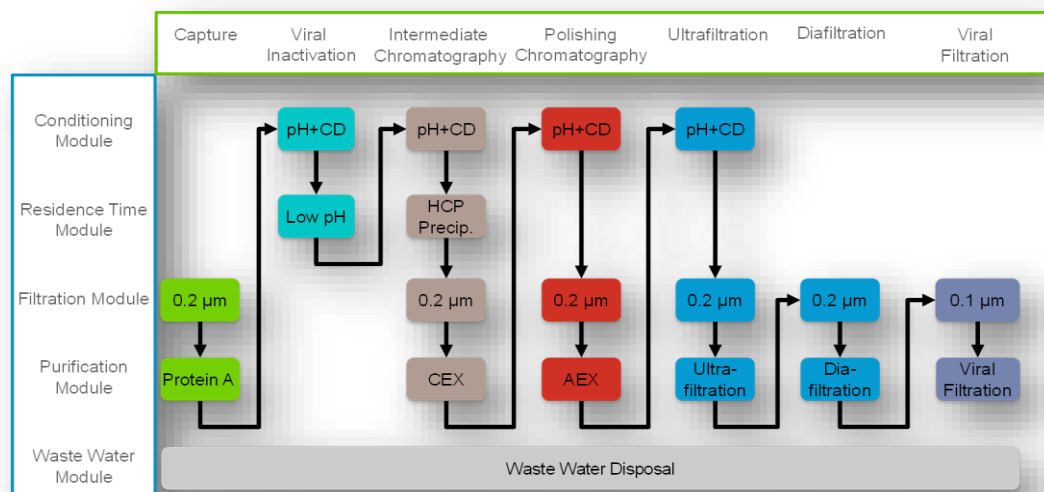 Capture
Viral
Inactivation
Intermediate
Chromatography
Polishing
Chromatography
Ultrafiltration
Diafiltration
Viral
Filtration
Conditioning
Module
pH+CD
pH+CD
pH+CD
pH+CD
Residence Time
Module
Low pH
HCP
Precip.
Filtration Module
0.2 µm
0.2 µm
0.2 µm
0.2 µm
0.2 µm
0.1 µm
Purification
Module
Protein A
CEX
AEX
Ultra-
filtration
Dia-
filtration
Viral
Filtration
Waste Water
Module
Waste Water Disposal